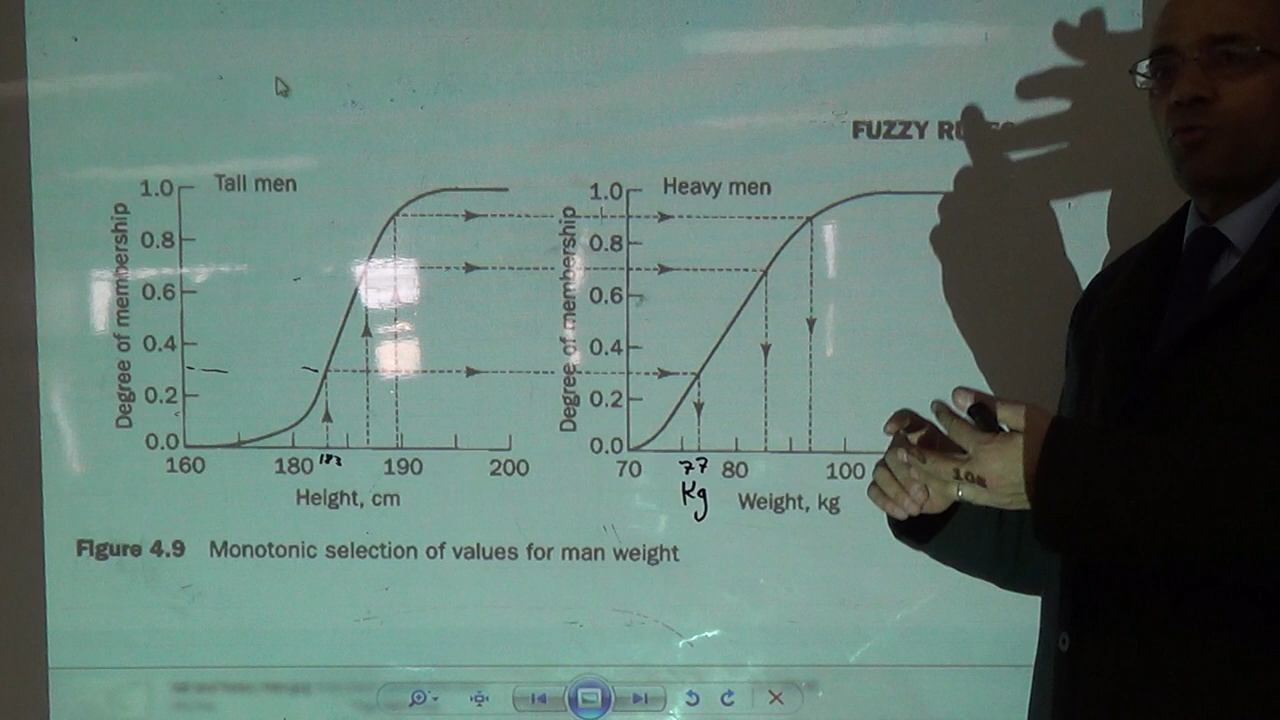 FUZZY
Tall men
Degree of membership
1.0
0.8
0.6
0.4
0.2
0.0
160 180 183 190 200
Height, cm
Heavy men
Degree of membership
1.0
0.8
0.6
0.4
0.2
0.0
70 77 80 100
Kg
Weight, kg
Figure 4.9 Monotonic selection of values for man weight